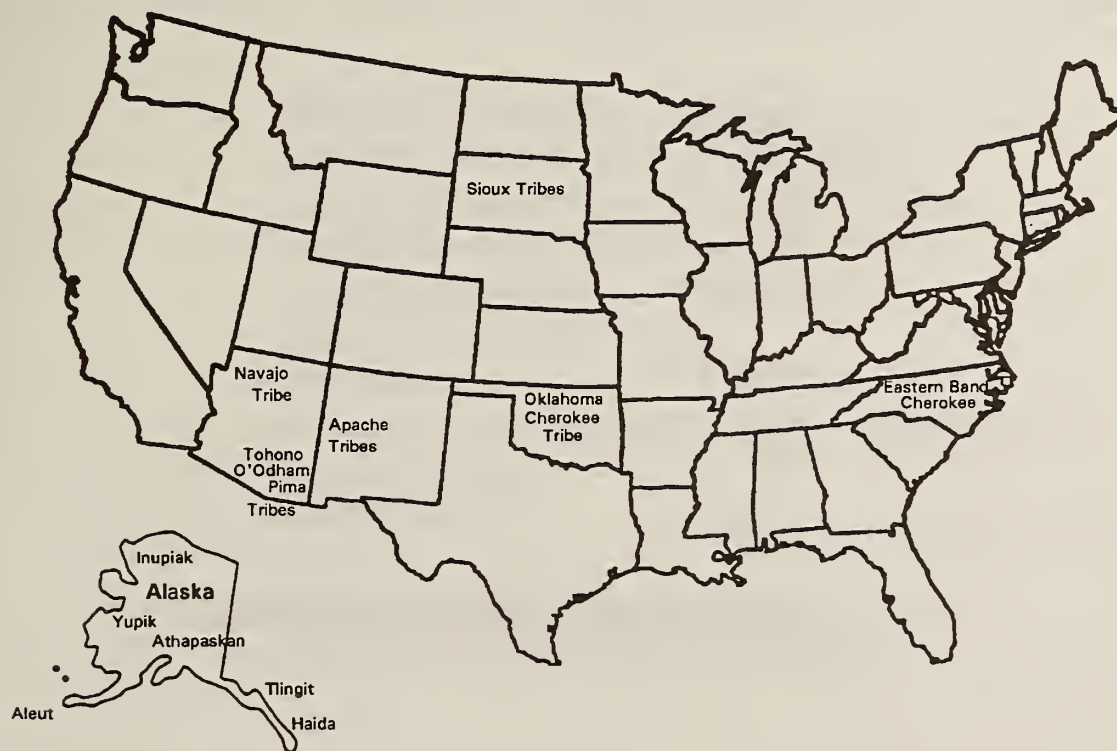 Sioux Tribes
Navajo
Tribe
Apache
Tribes
Oklahoma
Cherokee
Tribe
Eastern Band
Cherokee
Tohono
O'Odham
Pima
Tribes
Inupiak
Alaska
Yupik
Athapaskan
Aleut
Tlingit
Haida